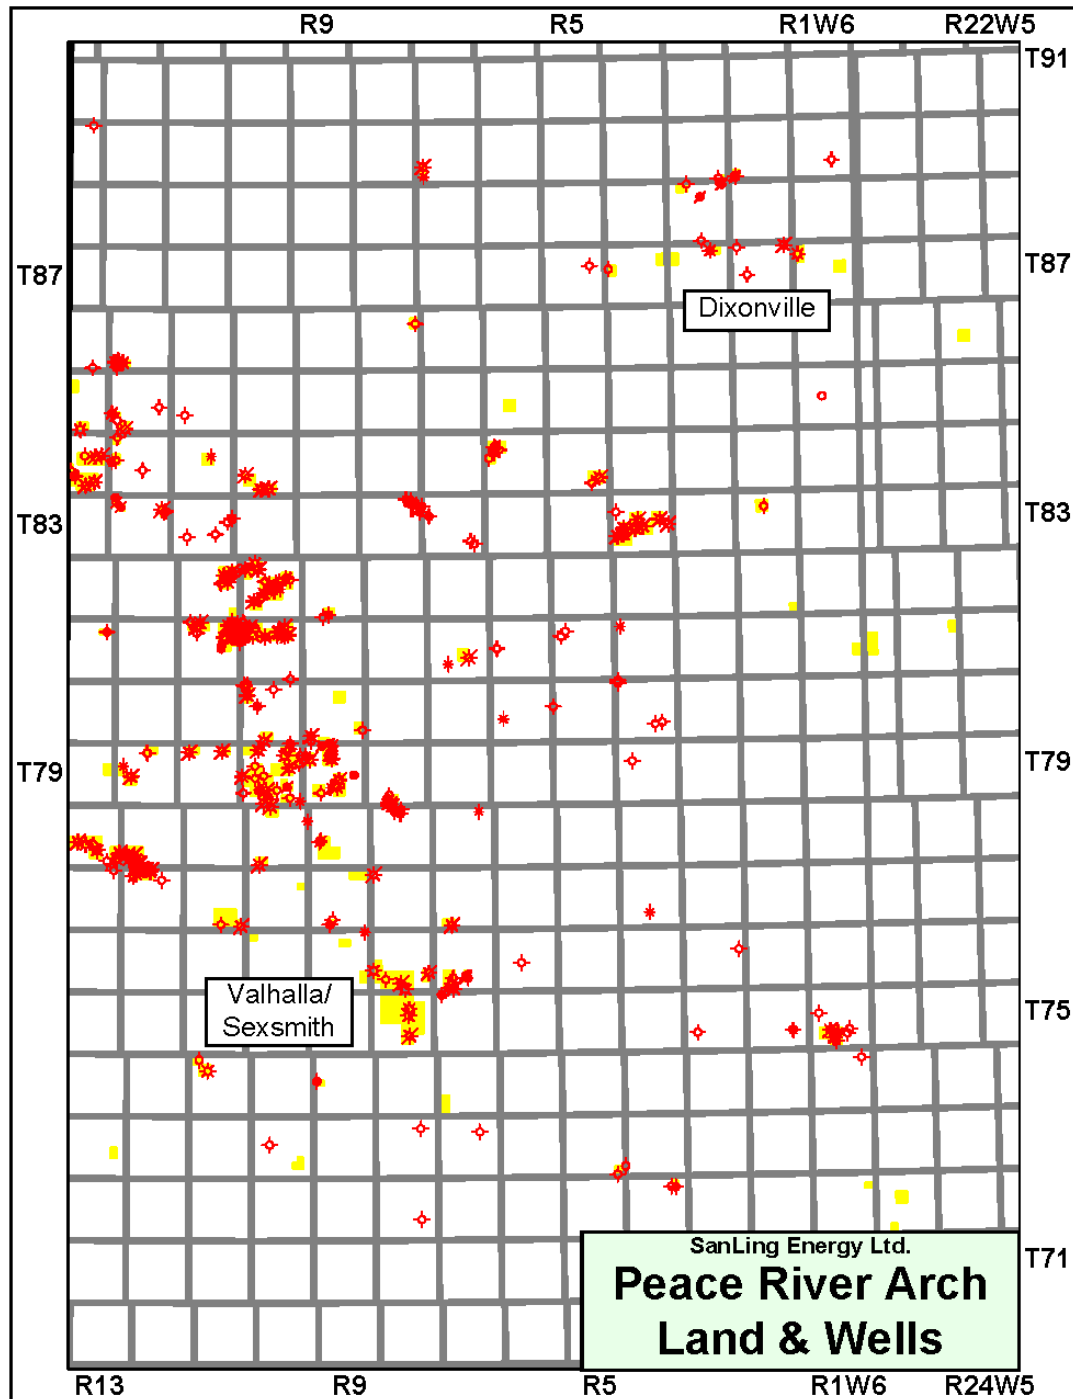 R9 R5 R1W6 R22W5
T91
T87 T87
Dixonville
T83 T83
T79 T79
Valhalla/
Sexsmith
T75
SanLing Energy Ltd.
Peace River Arch
Land & Wells
T71
R13 R9 R5 R1W6 R24W5